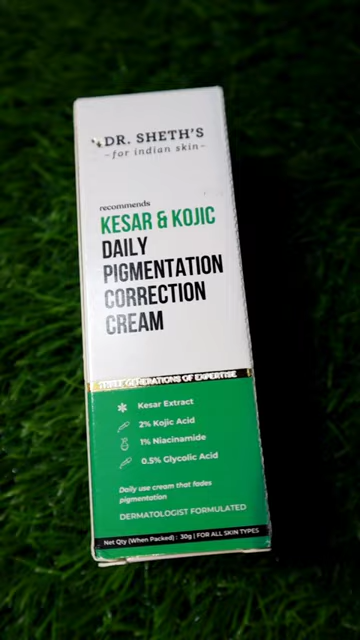 DR. SHETH'S
-for indian skin-
recommends
KESAR & KOJIC
DAILY
PIGMENTATION
CORRECTION
CREAM
THREE GENERATIONS OF EXPERTISE
Kesar Extract
2% Kojic Acid
1% Niacinamide
0.5% Glycolic Acid
Daily use cream that fades
pigmentation
DERMATOLOGIST FORMULATED
Net Qty (When Packed) : 30g | FOR ALL SKIN TYPES